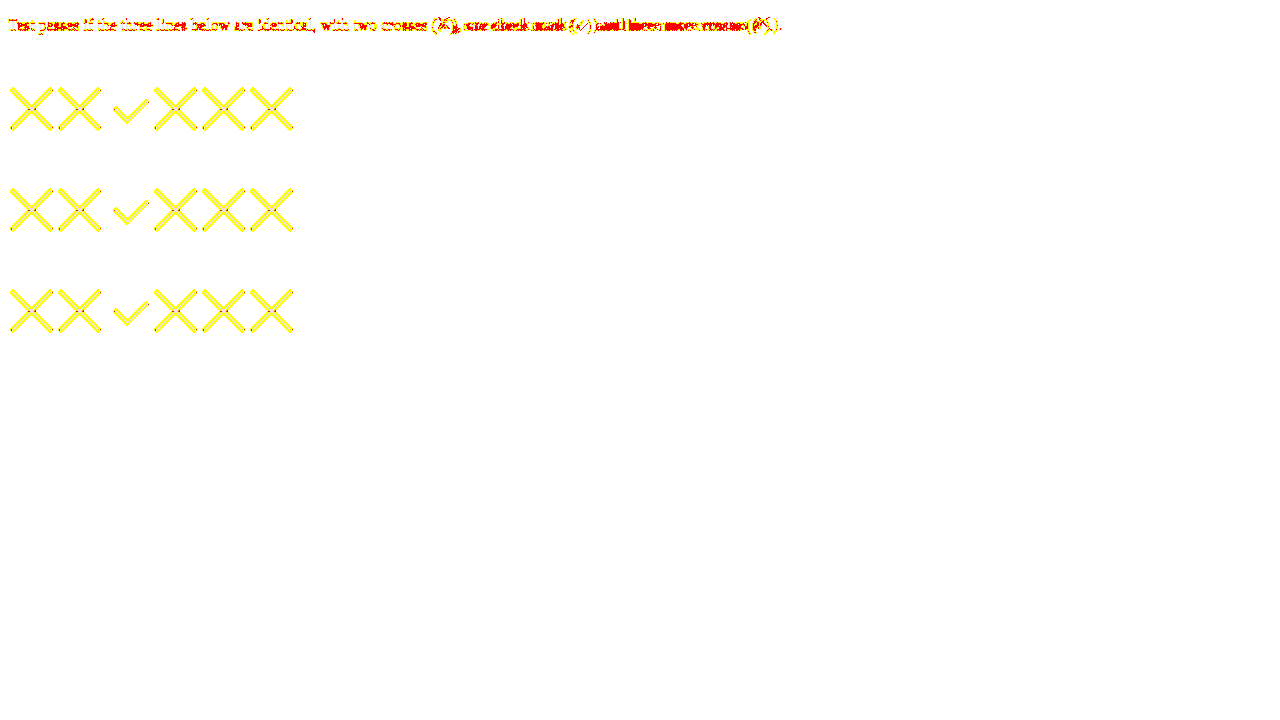 Test passes if the three lines below are identical, with two crosses (╳), one check mark (✓) and three more crosses (╳).
╳╳✓╳╳╳
╳╳✓╳╳╳
╳╳✓╳╳╳